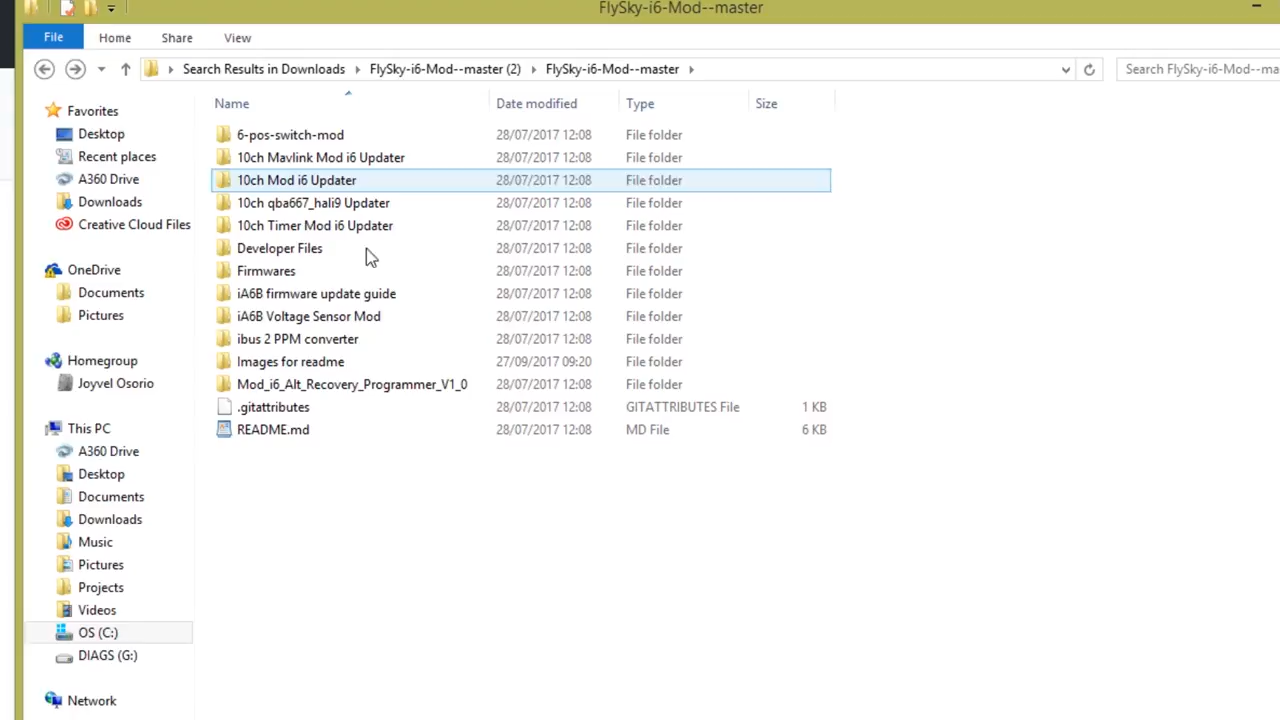 FlySky-i6-Mod--master
File Home Share View
Search Results in Downloads FlySky-i6-Mod--master (2) FlySky-i6-Mod--master Search FlySky-i6-Mod--ma
Name Date modified Type Size
Favorites
Desktop
Recent places
A360 Drive
Downloads
Creative Cloud Files
OneDrive
Documents
Pictures
Homegroup
Joyvel Osorio
This PC
A360 Drive
Desktop
Documents
Downloads
Music
Pictures
Projects
Videos
OS (C:)
DIAGS (G:)
Network
6-pos-switch-mod 28/07/2017 12:08 File folder
10ch Mavlink Mod i6 Updater 28/07/2017 12:08 File folder
10ch Mod i6 Updater 28/07/2017 12:08 File folder
10ch qba667_hali9 Updater 28/07/2017 12:08 File folder
10ch Timer Mod i6 Updater 28/07/2017 12:08 File folder
Developer Files 28/07/2017 12:08 File folder
Firmwares 28/07/2017 12:08 File folder
iA6B firmware update guide 28/07/2017 12:08 File folder
iA6B Voltage Sensor Mod 28/07/2017 12:08 File folder
ibus 2 PPM converter 28/07/2017 12:08 File folder
Images for readme 27/09/2017 09:20 File folder
Mod_i6_Alt_Recovery_Programmer_V1_0 28/07/2017 12:08 File folder
.gitattributes 28/07/2017 12:08 GITATTRIBUTES File 1 KB
README.md 28/07/2017 12:08 MD File 6 KB